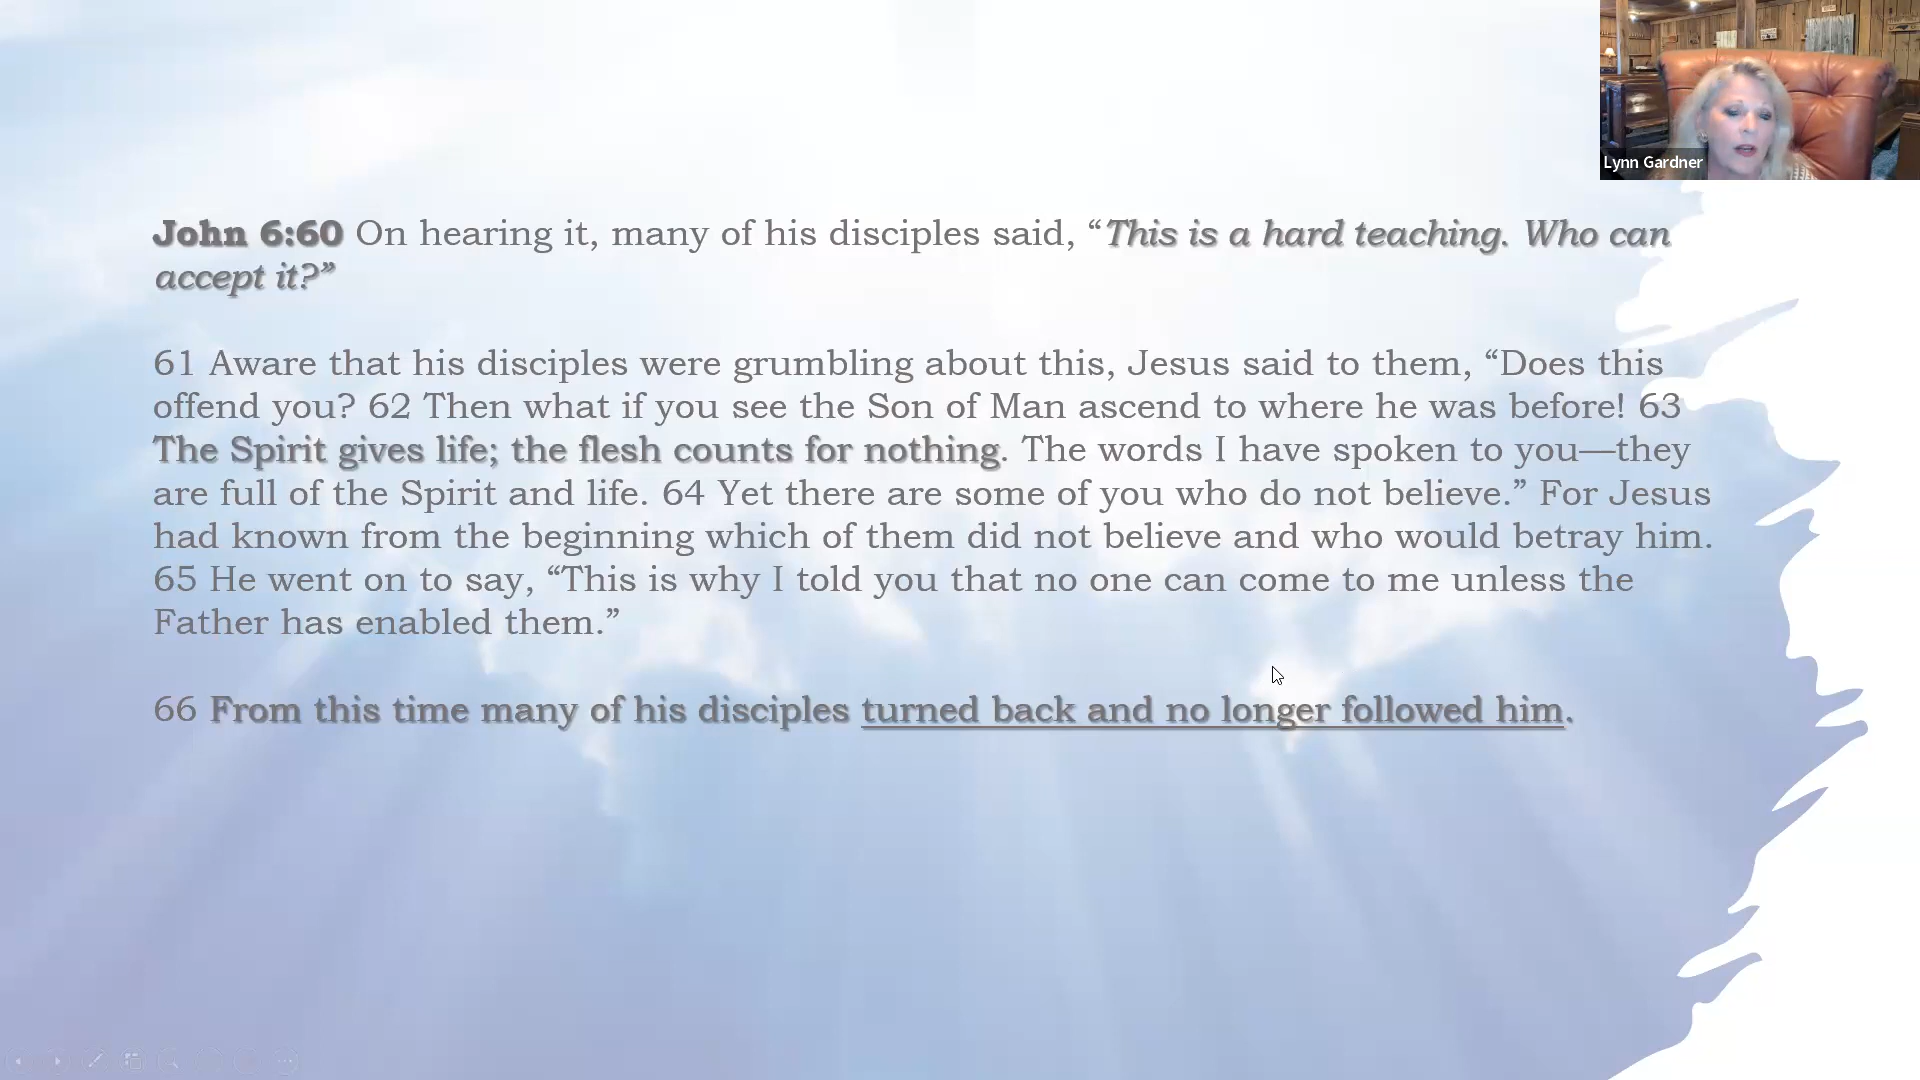 Lynn Gardner
John 6:60 On hearing it, many of his disciples said, “This is a hard teaching. Who can
accept it?”
61 Aware that his disciples were grumbling about this, Jesus said to them, “Does this
offend you? 62 Then what if you see the Son of Man ascend to where he was before! 63
The Spirit gives life; the flesh counts for nothing. The words I have spoken to you—they
are full of the Spirit and life. 64 Yet there are some of you who do not believe.” For Jesus
had known from the beginning which of them did not believe and who would betray him.
65 He went on to say, “This is why I told you that no one can come to me unless the
Father has enabled them.”
66 From this time many of his disciples turned back and no longer followed him.